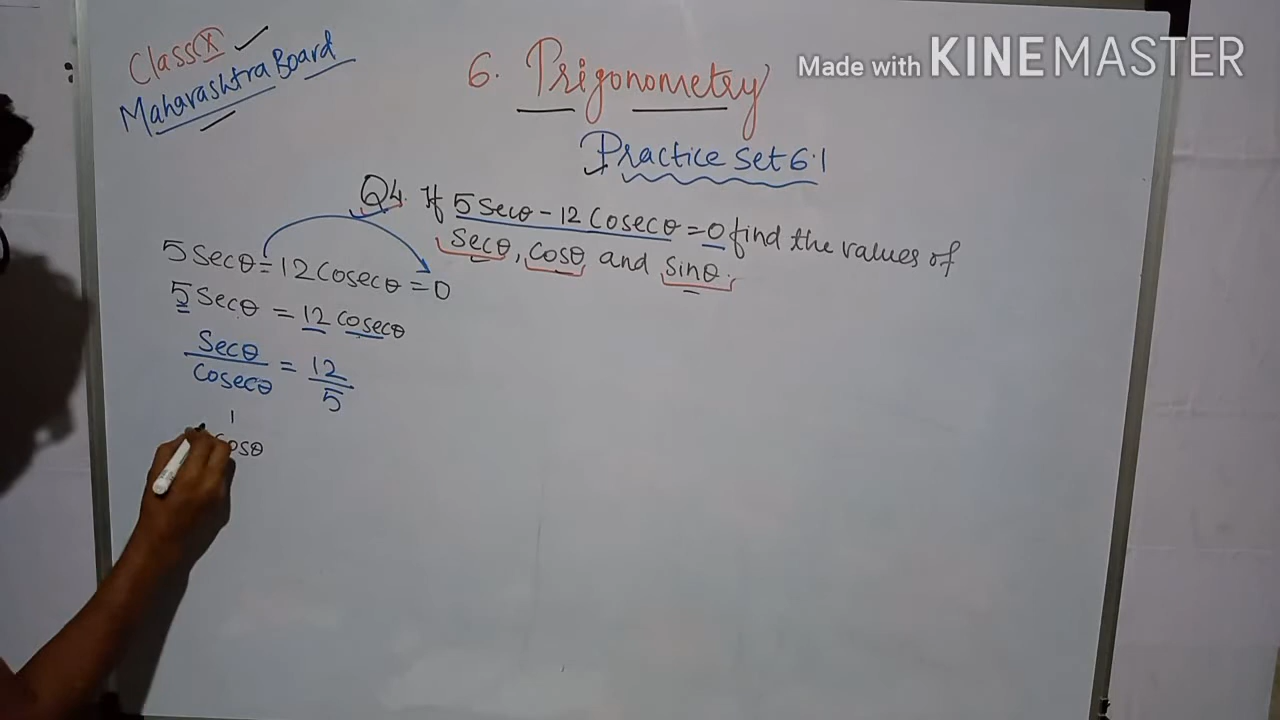 Class X
Maharashtra Board
Made with KINEMASTER
6. Trigonometry
Practice Set 6.1
Q4. If 5 Secθ - 12 Cosecθ = 0 find the values of
Secθ, Cosθ and sinθ.
5 Secθ = 12 Cosecθ = 0
5 Secθ = 12 cosecθ
Secθ
Cosecθ
= 12
5
1
cosθ